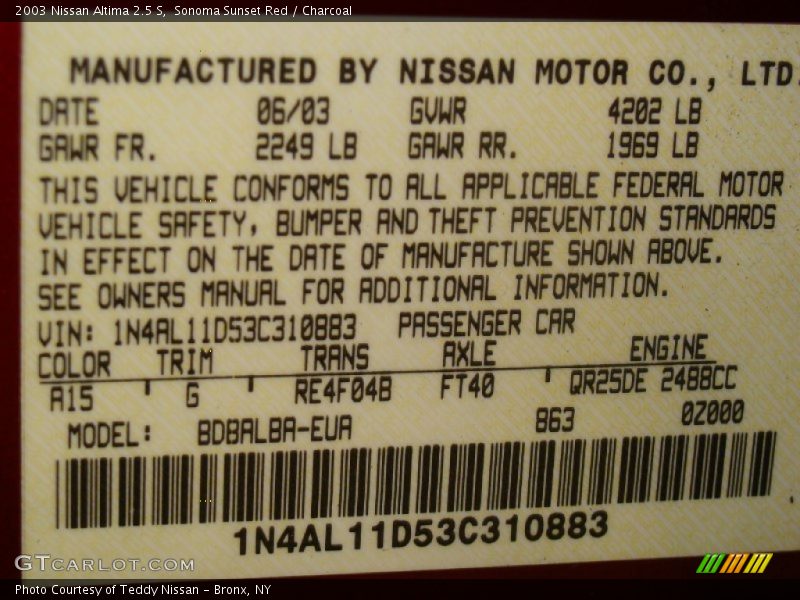 2003 Nissan Altima 2.5 S, Sonoma Sunset Red / Charcoal
MANUFACTURED BY NISSAN MOTOR CO., LTD.
DATE 06/03 GVWR 4202 LB
GAWR FR. 2249 LB GAWR RR. 1969 LB
THIS VEHICLE CONFORMS TO ALL APPLICABLE FEDERAL MOTOR
VEHICLE SAFETY, BUMPER AND THEFT PREVENTION STANDARDS
IN EFFECT ON THE DATE OF MANUFACTURE SHOWN ABOVE.
SEE OWNERS MANUAL FOR ADDITIONAL INFORMATION.
VIN: 1N4AL11D53C310883 PASSENGER CAR
COLOR TRIM TRANS AXLE ENGINE
A15 G RE4F04B FT40 QR25DE 2488CC
MODEL: BDBALBA-EUA 863 0Z000
1N4AL11D53C310883
GTCARLOT.COM
Photo Courtesy of Teddy Nissan - Bronx, NY